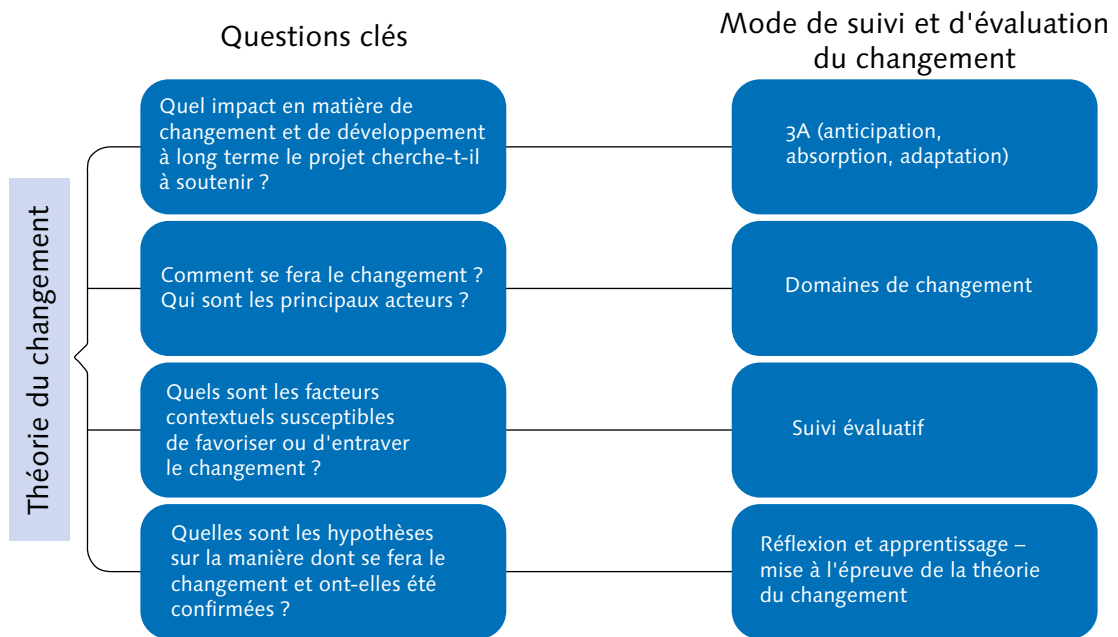 Questions clés
Mode de suivi et d'évaluation
du changement
Théorie du changement
Quel impact en matière de
changement et de développement
à long terme le projet cherche-t-il
à soutenir ?
3A (anticipation,
absorption, adaptation)
Comment se fera le changement ?
Qui sont les principaux acteurs ?
Domaines de changement
Quels sont les facteurs
contextuels susceptibles
de favoriser ou d'entraver
le changement ?
Suivi évaluatif
Quelles sont les hypothèses
sur la manière dont se fera le
changement et ont-elles été
confirmées ?
Réflexion et apprentissage –
mise à l'épreuve de la théorie
du changement